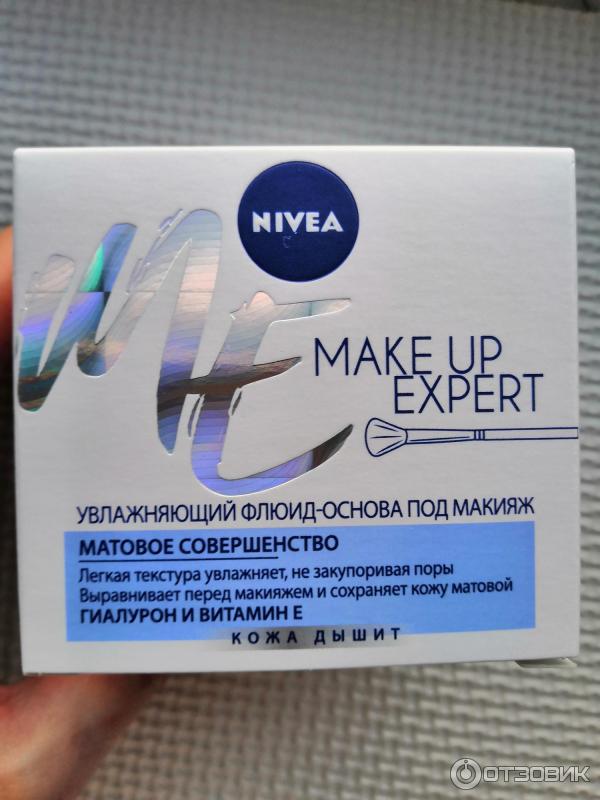 NIVEA
ME
MAKE UP
EXPERT
УВЛАЖНЯЮЩИЙ ФЛЮИД-ОСНОВА ПОД МАКИЯЖ
МАТОВОЕ СОВЕРШЕНСТВО
Легкая текстура увлажняет, не закупоривая поры
Выравнивает перед макияжем и сохраняет кожу матовой
ГИАЛУРОН И ВИТАМИН Е
КОЖА ДЫШИТ
ОТЗОВИК